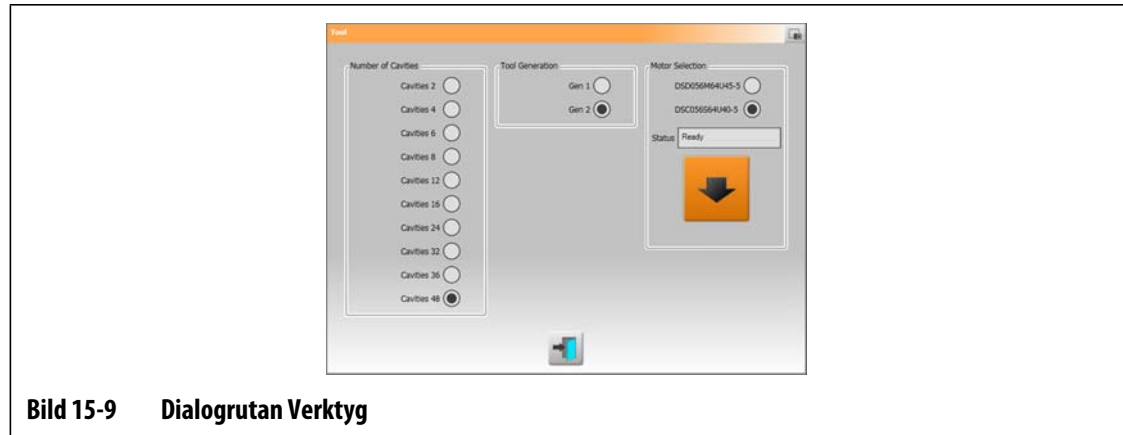 Tool
Number of Cavities
Cavities 2
Cavities 4
Cavities 6
Cavities 8
Cavities 12
Cavities 16
Cavities 24
Cavities 32
Cavities 36
Cavities 48
Tool Generation
Gen 1
Gen 2
Motor Selection
DSD056M64U45-5
DSC056S64U40-5
Status Ready
Bild 15-9 Dialogrutan Verktyg